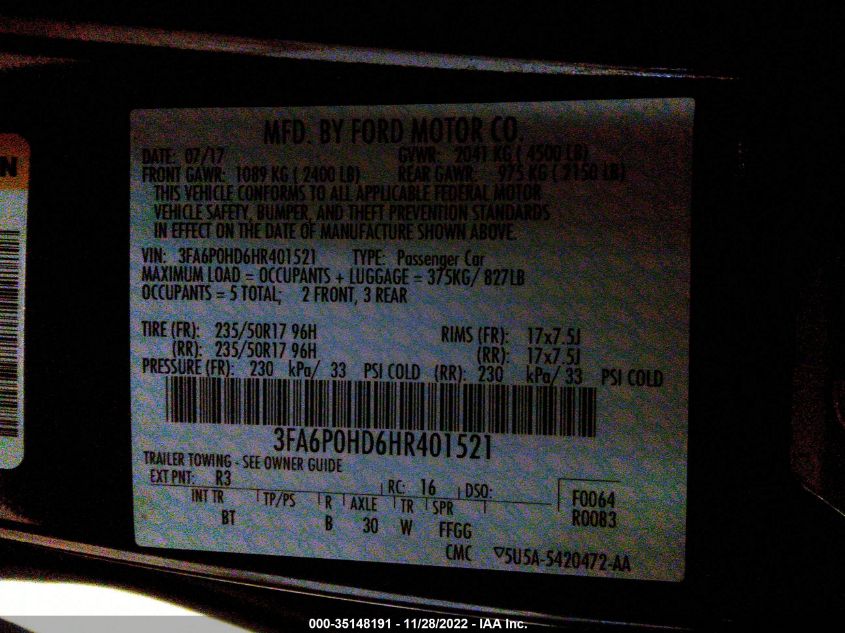 MFD. BY FORD MOTOR CO.
DATE: 07/17 GVWR: 2041 KG ( 4500 LB)
FRONT GAWR: 1089 KG ( 2400 LB) REAR GAWR: 975 KG ( 2150 LB)
THIS VEHICLE CONFORMS TO ALL APPLICABLE FEDERAL MOTOR
VEHICLE SAFETY, BUMPER, AND THEFT PREVENTION STANDARDS
IN EFFECT ON THE DATE OF MANUFACTURE SHOWN ABOVE.
VIN: 3FA6P0HD6HR401521 TYPE: Passenger Car
MAXIMUM LOAD = OCCUPANTS + LUGGAGE = 375KG/ 827LB
OCCUPANTS = 5 TOTAL; 2 FRONT, 3 REAR
TIRE (FR): 235/50R17 96H RIMS (FR): 17x7.5J
(RR): 235/50R17 96H (RR): 17x7.5J
PRESSURE (FR): 230 kPa/ 33 PSI COLD (RR): 230 kPa/ 33 PSI COLD
3FA6P0HD6HR401521
TRAILER TOWING - SEE OWNER GUIDE
EXT PNT: R3 RC: 16 DSO: F0064
INT TR TP/PS R AXLE TR SPR R0083
BT B 30 W FFGG
CMC ▽5U5A-5420472-AA
N
000-35148191 - 11/28/2022 - IAA Inc.